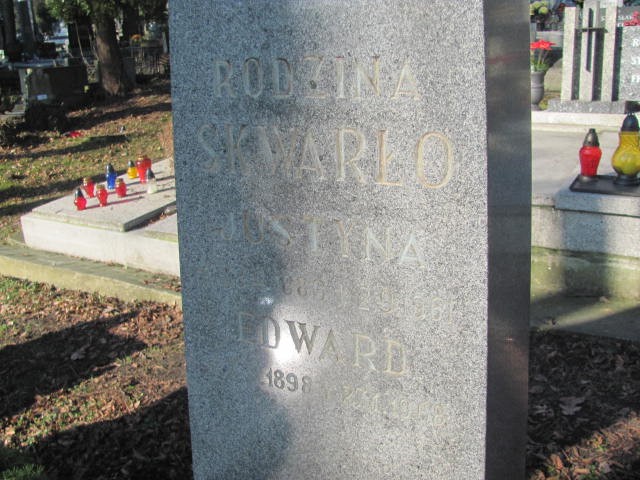 RODZINA
SKWARŁO
JUSTYNA
EDWARD
1898